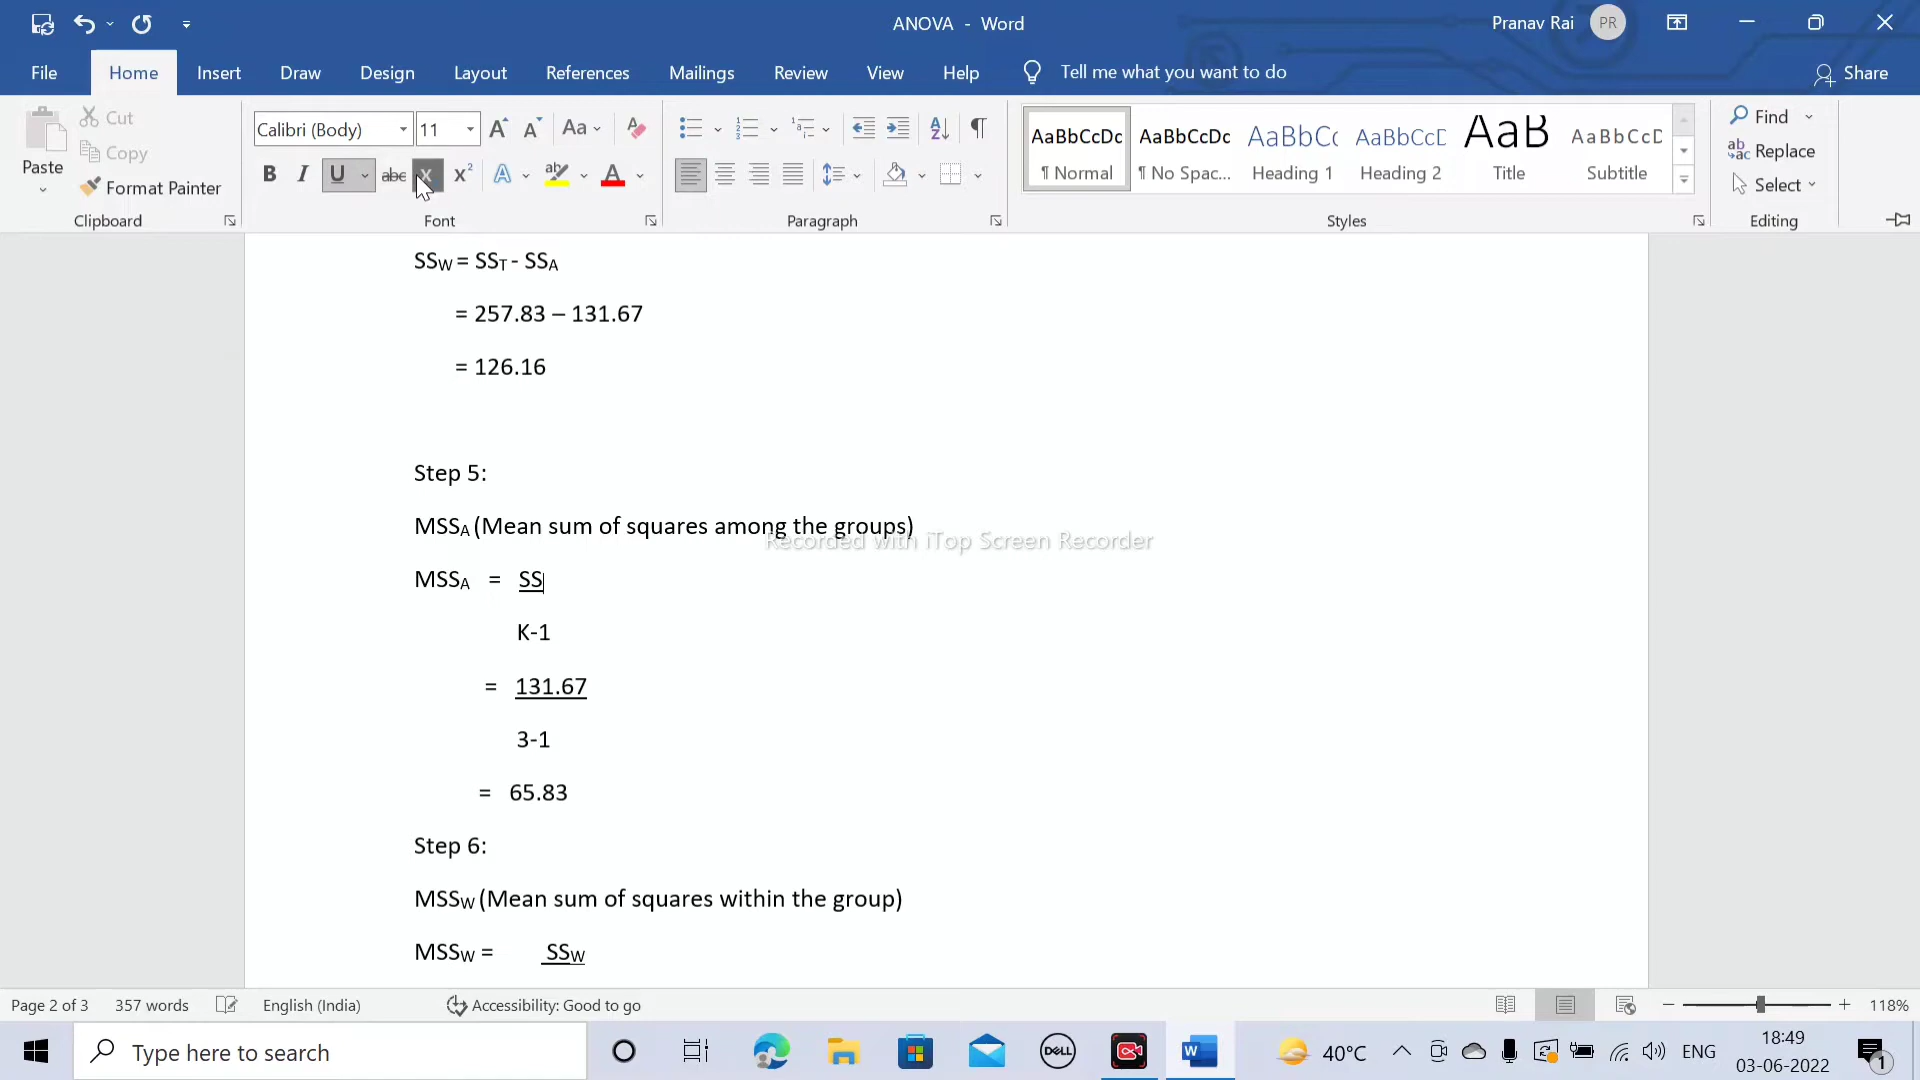 ANOVA - Word
Pranav Rai PR
File Home Insert Draw Design Layout References Mailings Review View Help Tell me what you want to do Share
Paste Cut Copy Format Painter Clipboard
Calibri (Body) 11 Aa
B I U abc X X² A ab A Font
Paragraph
AaBbCcDc ¶ Normal
AaBbCcDc ¶ No Spac...
AaBbCc Heading 1
AaBbCcD Heading 2
AaB Title
AaBbCcD Subtitle
Styles
Find Replace Select Editing
SSW = SST - SSA
= 257.83 – 131.67
= 126.16
Step 5:
MSSA (Mean sum of squares among the groups)
Recorded with iTop Screen Recorder
MSSA = SS
K-1
= 131.67
3-1
= 65.83
Step 6:
MSSW (Mean sum of squares within the group)
MSSW = SSW
Page 2 of 3 357 words English (India) Accessibility: Good to go 118%
Type here to search DELL W 40°C ENG 18:49
03-06-2022 1